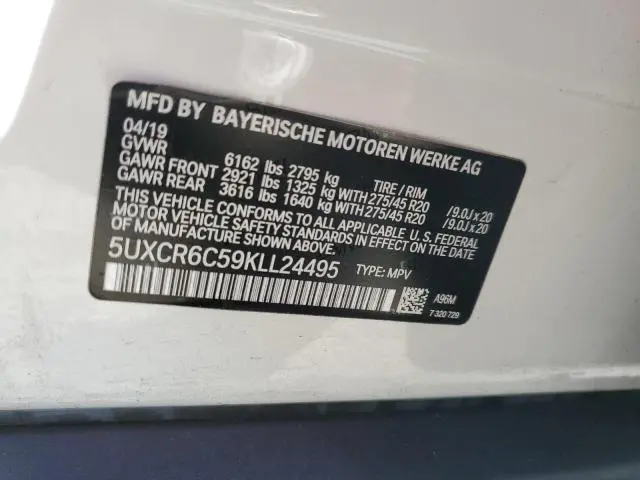 MFD BY BAYERISCHE MOTOREN WERKE AG
04/19
GVWR 6162 lbs 2795 kg TIRE / RIM
GAWR FRONT 2921 lbs 1325 kg WITH 275/45 R20 /9.0J x 20
GAWR REAR 3616 lbs 1640 kg WITH 275/45 R20 /9.0J x 20
THIS VEHICLE CONFORMS TO ALL APPLICABLE U.S. FEDERAL
MOTOR VEHICLE SAFETY STANDARDS IN EFFECT ON THE DATE OF
MANUFACTURE SHOWN ABOVE.
5UXCR6C59KLL24495 TYPE: MPV
A96M
7 320 729